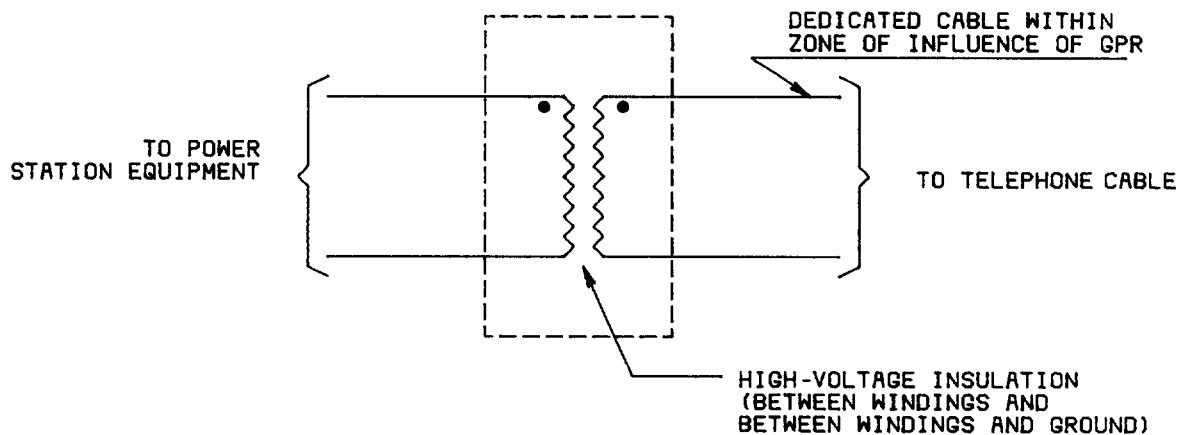 DEDICATED CABLE WITHIN
ZONE OF INFLUENCE OF GPR
TO POWER
STATION EQUIPMENT
TO TELEPHONE CABLE
HIGH-VOLTAGE INSULATION
(BETWEEN WINDINGS AND
BETWEEN WINDINGS AND GROUND)